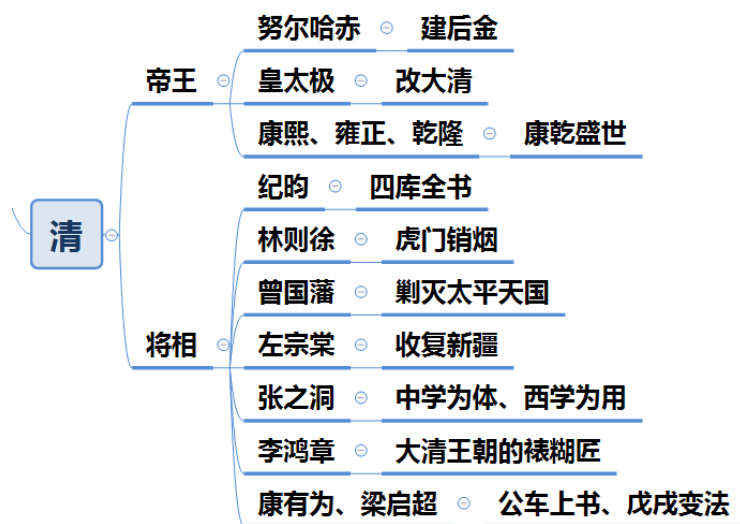 清
帝王
努尔哈赤 建后金
皇太极 改大清
康熙、雍正、乾隆 康乾盛世
将相
纪昀 四库全书
林则徐 虎门销烟
曾国藩 剿灭太平天国
左宗棠 收复新疆
张之洞 中学为体、西学为用
李鸿章 大清王朝的裱糊匠
康有为、梁启超 公车上书、戊戌变法